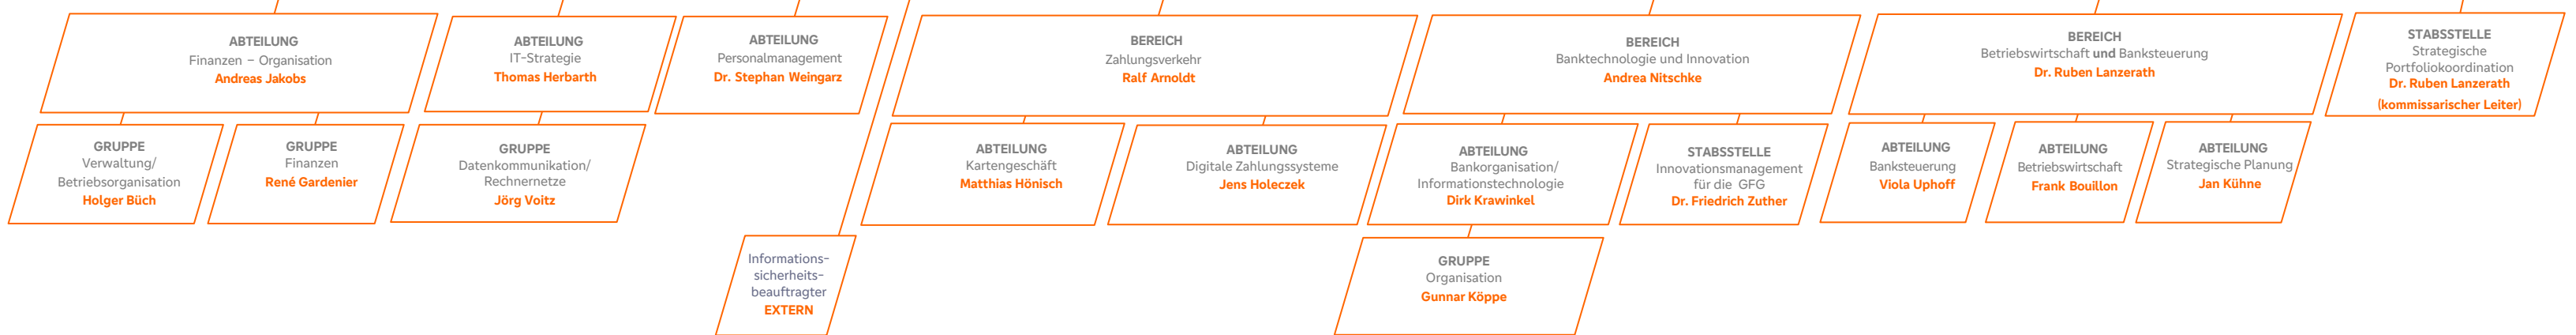 ABTEILUNG
Finanzen – Organisation
Andreas Jakobs
ABTEILUNG
IT-Strategie
Thomas Herbarth
ABTEILUNG
Personalmanagement
Dr. Stephan Weingarz
BEREICH
Zahlungsverkehr
Ralf Arnoldt
BEREICH
Banktechnologie und Innovation
Andrea Nitschke
BEREICH
Betriebswirtschaft und Banksteuerung
Dr. Ruben Lanzerath
STABSSTELLE
Strategische
Portfoliokoordination
Dr. Ruben Lanzerath
(kommissarischer Leiter)
GRUPPE
Verwaltung/
Betriebsorganisation
Holger Büch
GRUPPE
Finanzen
René Gardenier
GRUPPE
Datenkommunikation/
Rechnernetze
Jörg Voitz
ABTEILUNG
Kartengeschäft
Matthias Hönisch
ABTEILUNG
Digitale Zahlungssysteme
Jens Holeczek
ABTEILUNG
Bankorganisation/
Informationstechnologie
Dirk Krawinkel
STABSSTELLE
Innovationsmanagement
für die GFG
Dr. Friedrich Zuther
ABTEILUNG
Banksteuerung
Viola Uphoff
ABTEILUNG
Betriebswirtschaft
Frank Bouillon
ABTEILUNG
Strategische Planung
Jan Kühne
Informations-
sicherheits-
beauftragter
EXTERN
GRUPPE
Organisation
Gunnar Köppe